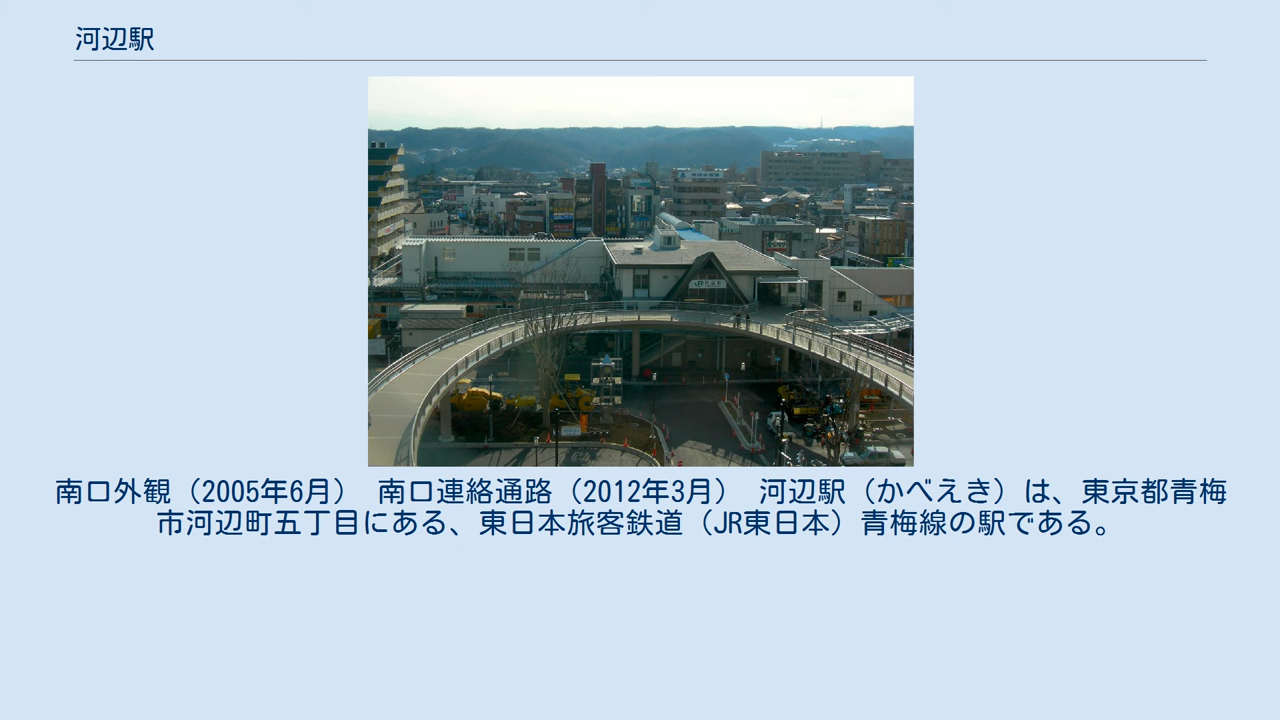 河辺駅
南口外観（2005年6月） 南口連絡通路（2012年3月） 河辺駅（かべえき）は、東京都青梅
市河辺町五丁目にある、東日本旅客鉄道（JR東日本）青梅線の駅である。